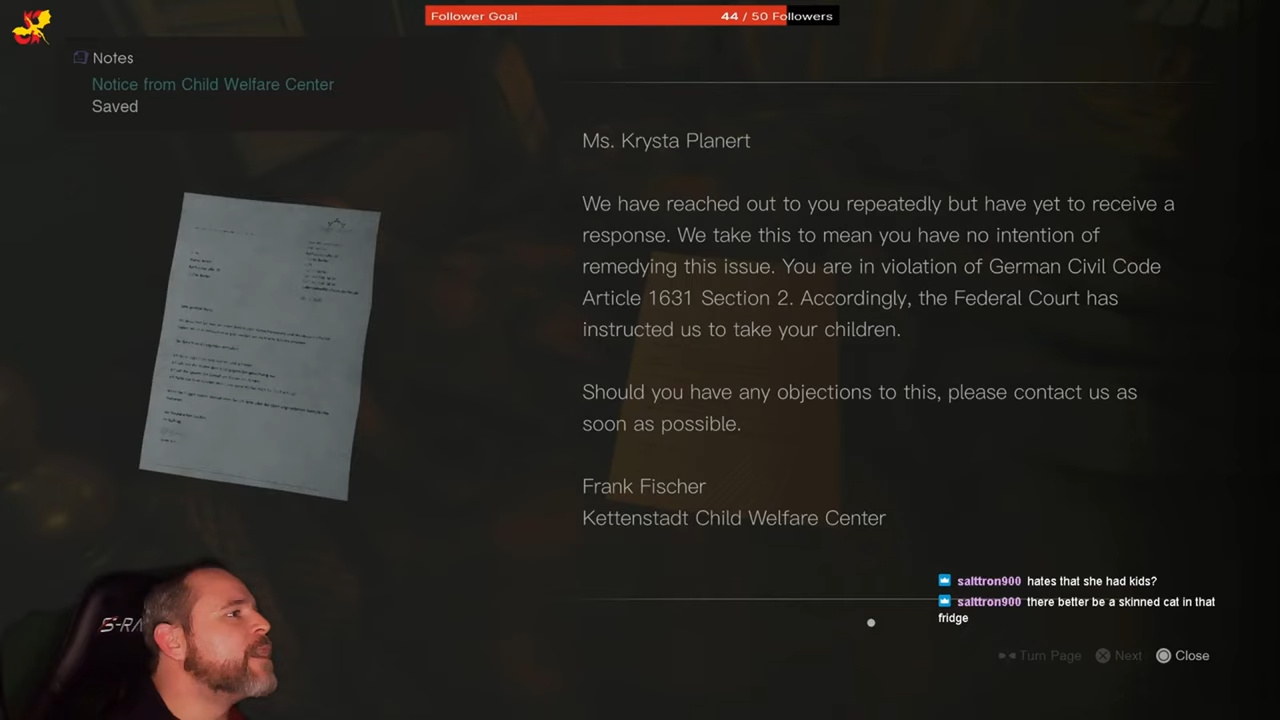 Follower Goal
44 / 50 Followers
Notes
Notice from Child Welfare Center
Saved
Ms. Krysta Planert
We have reached out to you repeatedly but have yet to receive a
response. We take this to mean you have no intention of
remedying this issue. You are in violation of German Civil Code
Article 1631 Section 2. Accordingly, the Federal Court has
instructed us to take your children.
Should you have any objections to this, please contact us as
soon as possible.
Frank Fischer
Kettenstadt Child Welfare Center
salttron900 hates that she had kids?
salttron900 there better be a skinned cat in that
fridge
Turn Page Next Close